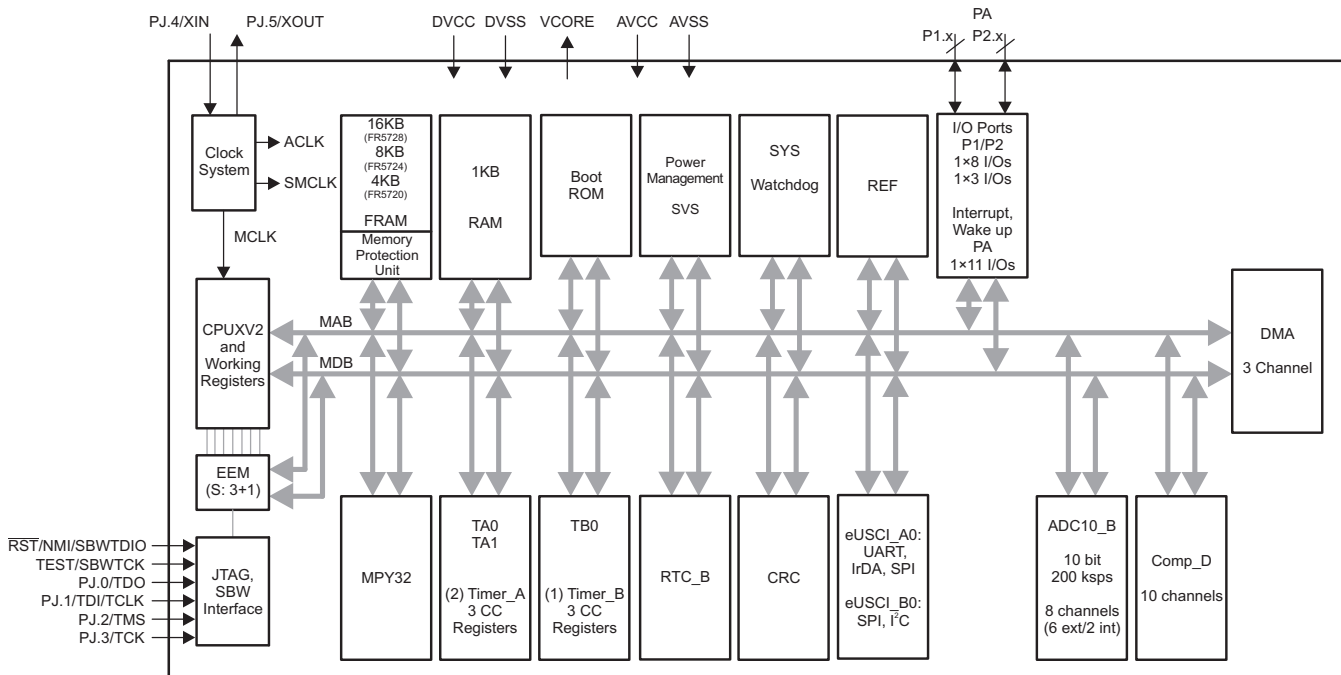 PJ.4/XIN
PJ.5/XOUT
DVCC
DVSS
VCORE
AVCC
AVSS
PA
P1.x
P2.x
Clock
System
ACLK
SMCLK
MCLK
16KB
(FR5728)
8KB
(FR5724)
4KB
(FR5720)
FRAM
Memory
Protection
Unit
1KB
RAM
Boot
ROM
Power
Management
SVS
SYS
Watchdog
REF
I/O Ports
P1/P2
1×8 I/Os
1×3 I/Os
Interrupt,
Wake up
PA
1×11 I/Os
CPUXV2
and
Working
Registers
MAB
MDB
DMA
3 Channel
EEM
(S: 3+1)
RST/NMI/SBWTDIO
TEST/SBWTCK
PJ.0/TDO
PJ.1/TDI/TCLK
PJ.2/TMS
PJ.3/TCK
JTAG,
SBW
Interface
MPY32
TA0
TA1
(2) Timer_A
3 CC
Registers
TB0
(1) Timer_B
3 CC
Registers
RTC_B
CRC
eUSCI_A0:
UART,
IrDA, SPI
eUSCI_B0:
SPI, I²C
ADC10_B
10 bit
200 ksps
8 channels
(6 ext/2 int)
Comp_D
10 channels